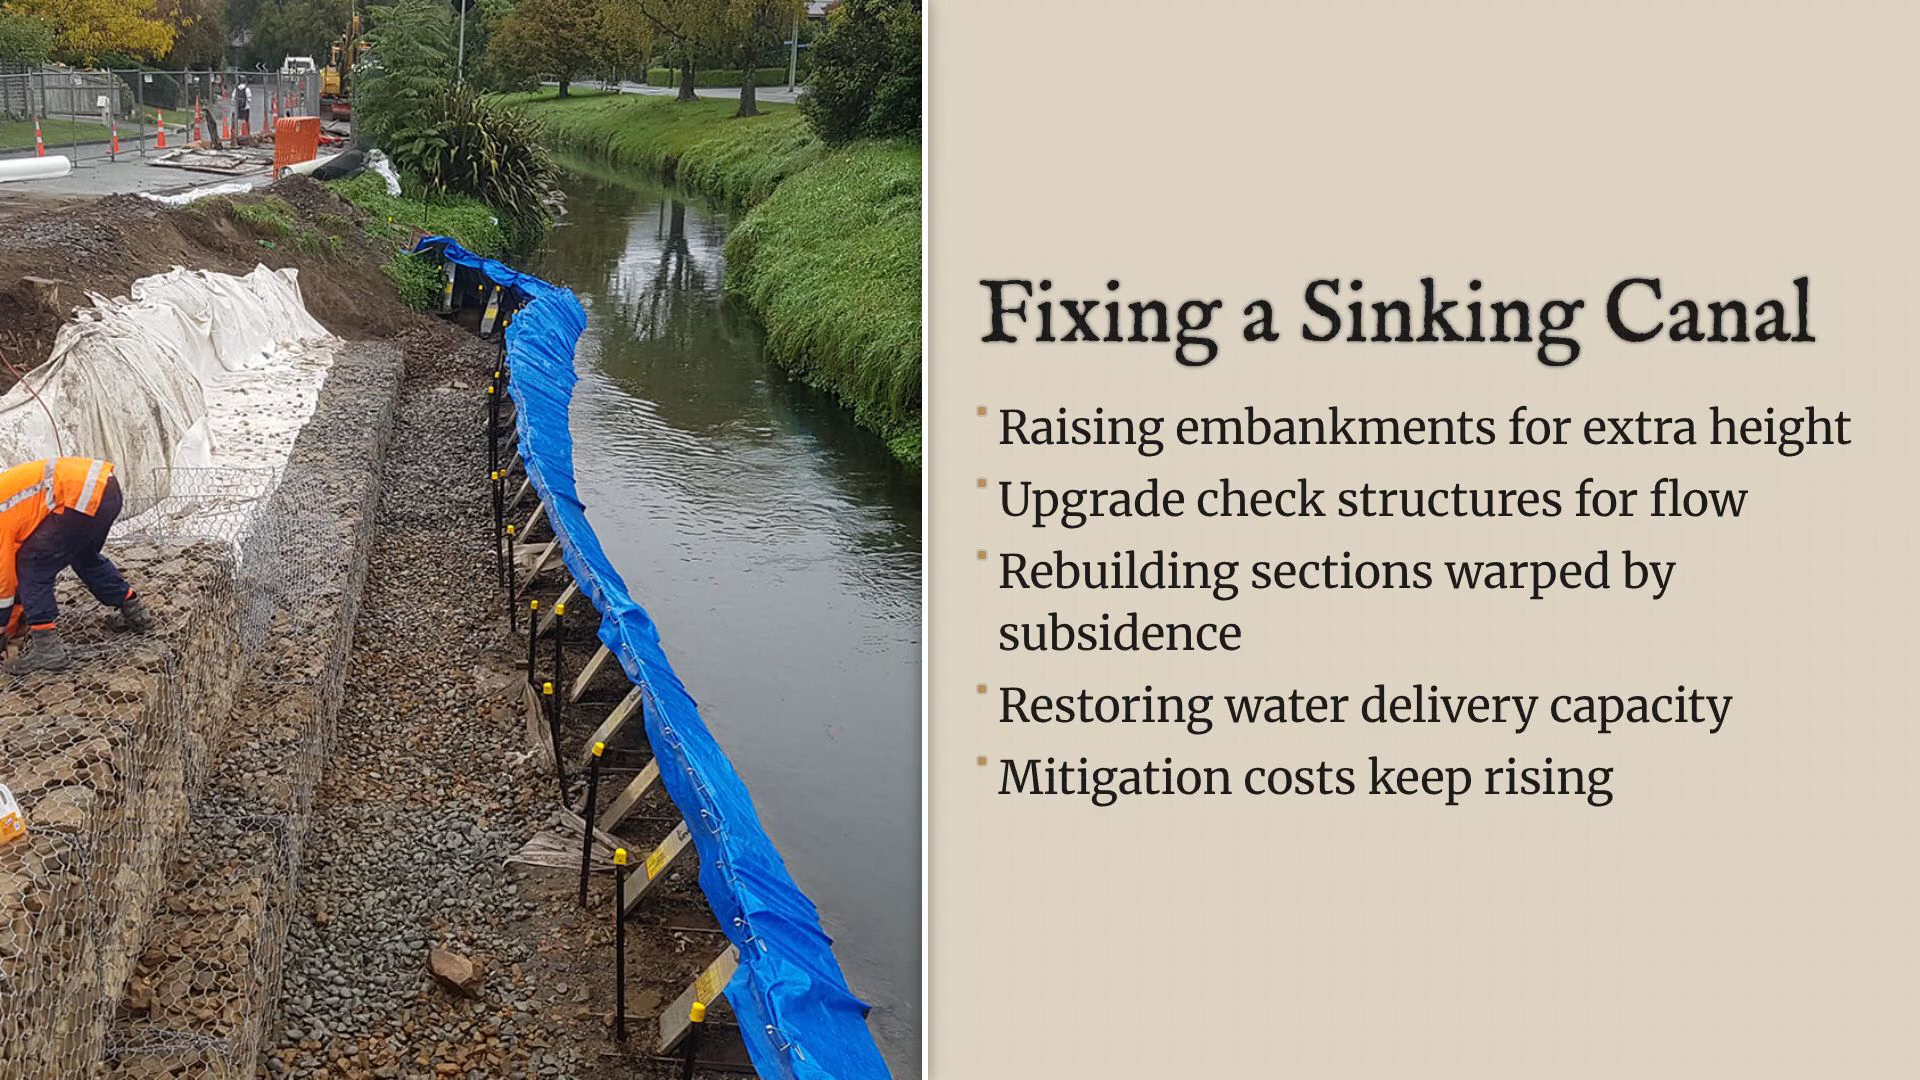 Fixing a Sinking Canal
Raising embankments for extra height
Upgrade check structures for flow
Rebuilding sections warped by
subsidence
Restoring water delivery capacity
Mitigation costs keep rising